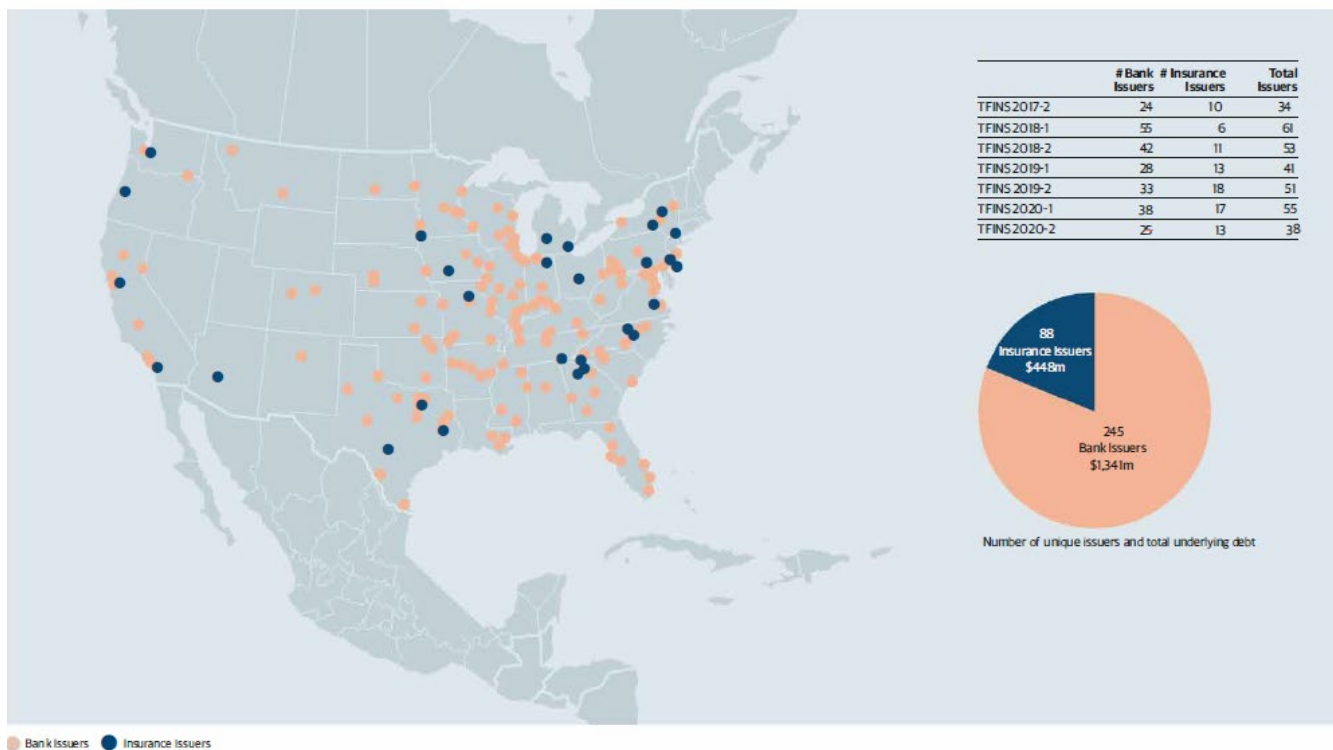 # Bank Issuers # Insurance Issuers Total Issuers
TFINS 2017-2 24 10 34
TFINS 2018-1 55 6 61
TFINS 2018-2 42 11 53
TFINS 2019-1 28 13 41
TFINS 2019-2 33 18 51
TFINS 2020-1 38 17 55
TFINS 2020-2 25 13 38
88
Insurance Issuers
$448m
245
Bank Issuers
$1,341m
Number of unique issuers and total underlying debt
Bank Issuers Insurance Issuers